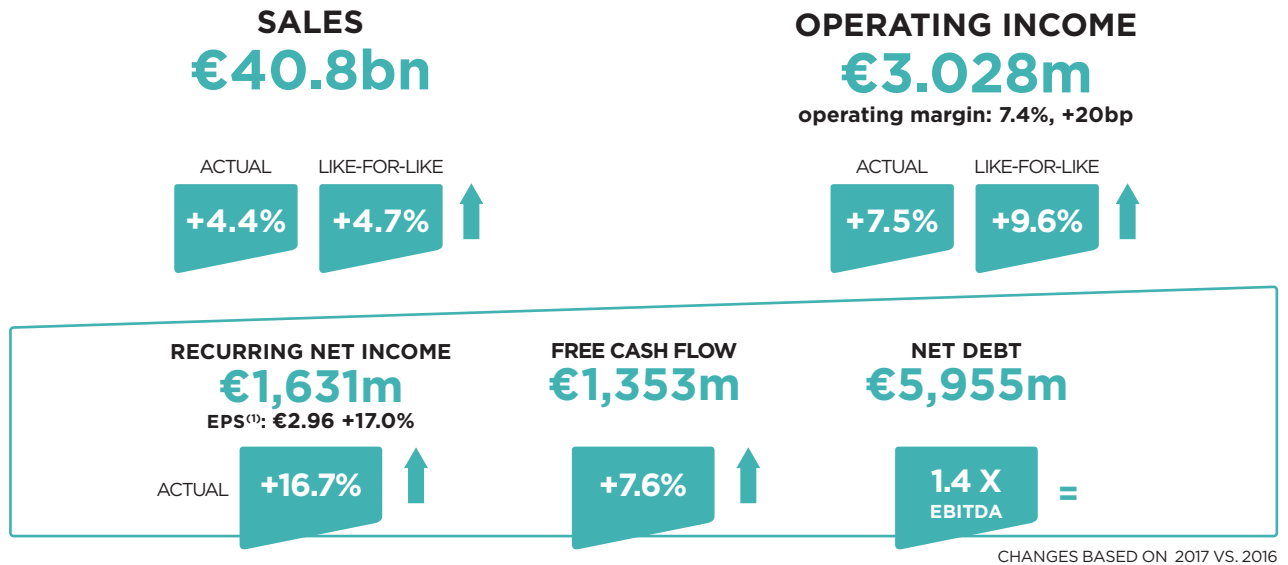 SALES
€40.8bn
ACTUAL LIKE-FOR-LIKE
+4.4% +4.7%
OPERATING INCOME
€3.028m
operating margin: 7.4%, +20bp
ACTUAL LIKE-FOR-LIKE
+7.5% +9.6%
RECURRING NET INCOME
€1,631m
EPS⁽¹⁾: €2.96 +17.0%
ACTUAL +16.7%
FREE CASH FLOW
€1,353m
+7.6%
NET DEBT
€5,955m
1.4 X =
EBITDA
CHANGES BASED ON 2017 VS. 2016